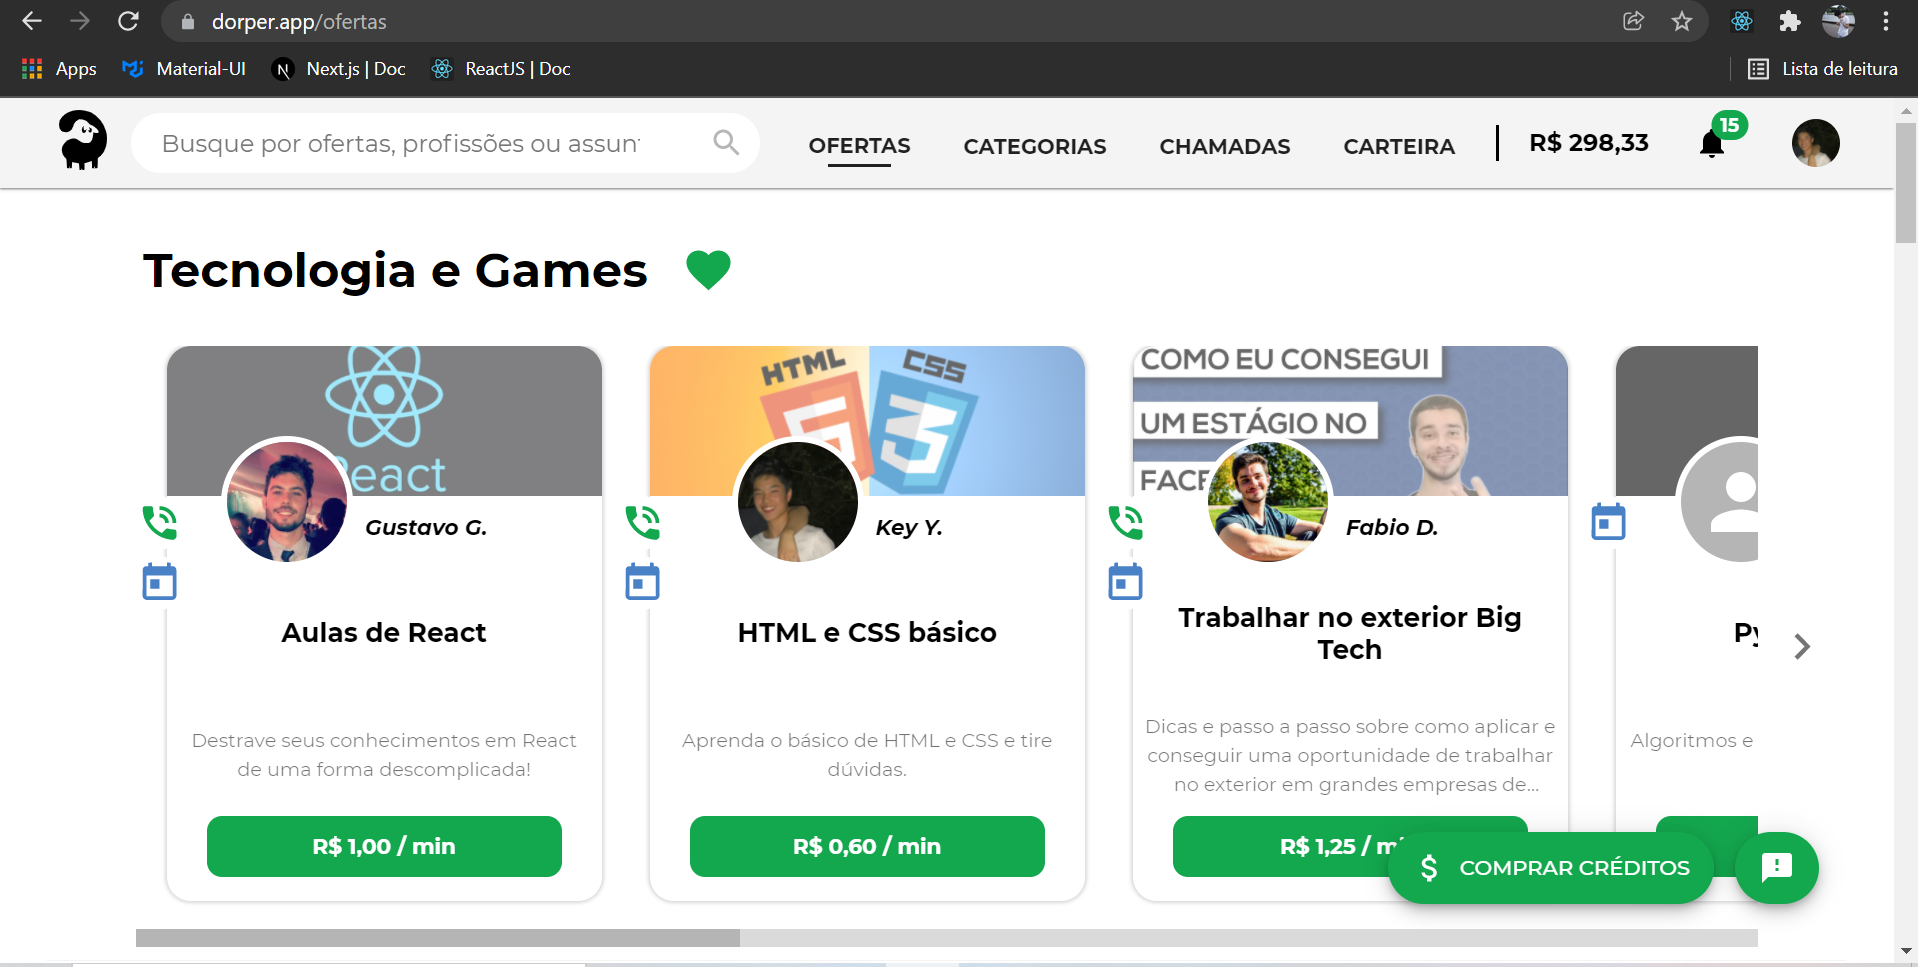 dorper.app/ofertas
Apps
Material-UI
Next.js | Doc
ReactJS | Doc
Lista de leitura
Busque por ofertas, profissões ou assun
OFERTAS
CATEGORIAS
CHAMADAS
CARTEIRA
R$ 298,33
15
Tecnologia e Games
React
Gustavo G.
Aulas de React
Destrave seus conhecimentos em React
de uma forma descomplicada!
R$ 1,00 / min
HTML
CSS
Key Y.
HTML e CSS básico
Aprenda o básico de HTML e CSS e tire
dúvidas.
R$ 0,60 / min
COMO EU CONSEGUI
UM ESTÁGIO NO
FACE
Fabio D.
Trabalhar no exterior Big
Tech
Dicas e passo a passo sobre como aplicar e
conseguir uma oportunidade de trabalhar
no exterior em grandes empresas de...
R$ 1,25 / m
Py
Algoritmos e
COMPRAR CRÉDITOS